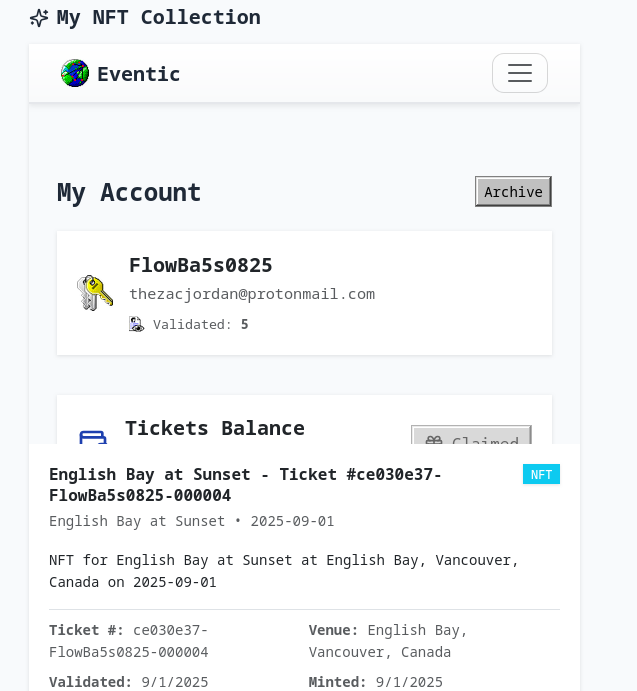 My NFT Collection
Eventic
My Account
Archive
FlowBa5s0825
thezacjordan@protonmail.com
Validated: 5
Tickets Balance
Claimed
English Bay at Sunset - Ticket #ce030e37-
FlowBa5s0825-000004
NFT
English Bay at Sunset • 2025-09-01
NFT for English Bay at Sunset at English Bay, Vancouver,
Canada on 2025-09-01
Ticket #: ce030e37-
FlowBa5s0825-000004
Venue: English Bay,
Vancouver, Canada
Validated: 9/1/2025
Minted: 9/1/2025